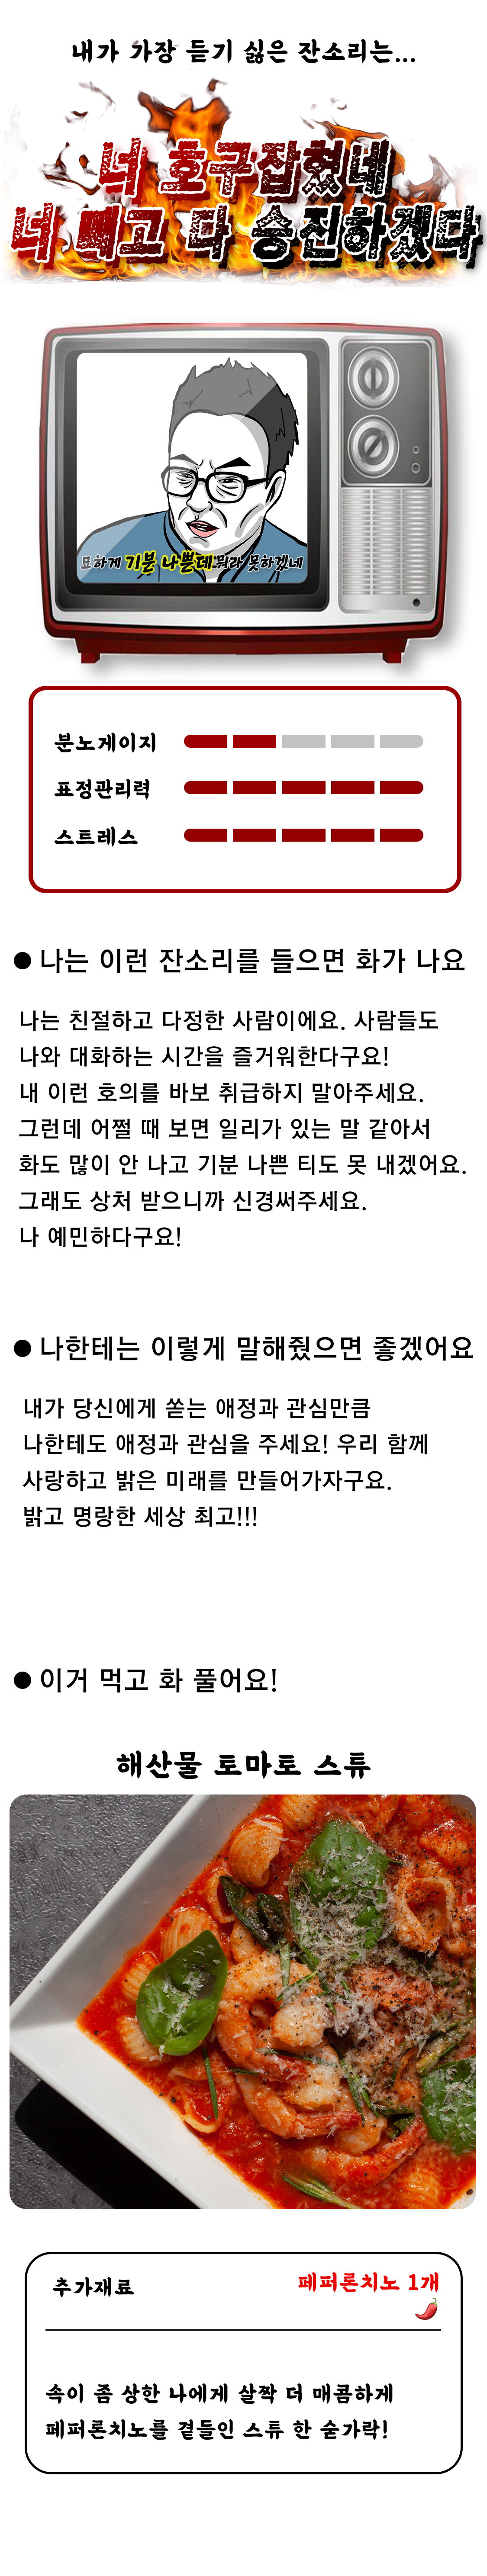 내가 가장 듣기 싫은 잔소리는...
너 호구잡혔네
너 빼고 다 승진하겠다
묘하게 기분 나쁜데 뭐라 못하겠네
분노게이지
표정관리력
스트레스
● 나는 이런 잔소리를 들으면 화가 나요
나는 친절하고 다정한 사람이에요. 사람들도
나와 대화하는 시간을 즐거워한다구요!
내 이런 호의를 바보 취급하지 말아주세요.
그런데 어쩔 때 보면 일리가 있는 말 같아서
화도 많이 안 나고 기분 나쁜 티도 못 내겠어요.
그래도 상처 받으니까 신경써주세요.
나 예민하다구요!
● 나한테는 이렇게 말해줬으면 좋겠어요
내가 당신에게 쏟는 애정과 관심만큼
나한테도 애정과 관심을 주세요! 우리 함께
사랑하고 밝은 미래를 만들어가자구요.
밝고 명랑한 세상 최고!!!
● 이거 먹고 화 풀어요!
해산물 토마토 스튜
추가재료
페퍼론치노 1개
속이 좀 상한 나에게 살짝 더 매콤하게
페퍼론치노를 곁들인 스튜 한 숟가락!